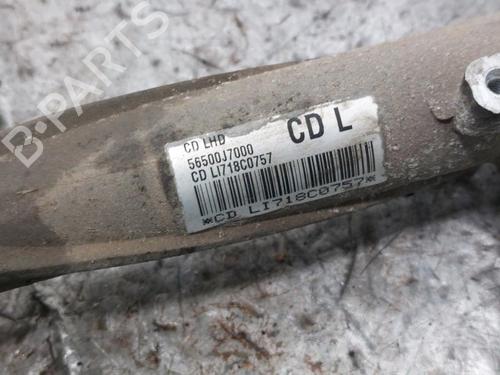 CD LHD
56500J7000
CD LI718C0757
CD L
*CD LI718C0757*
B-PARTS